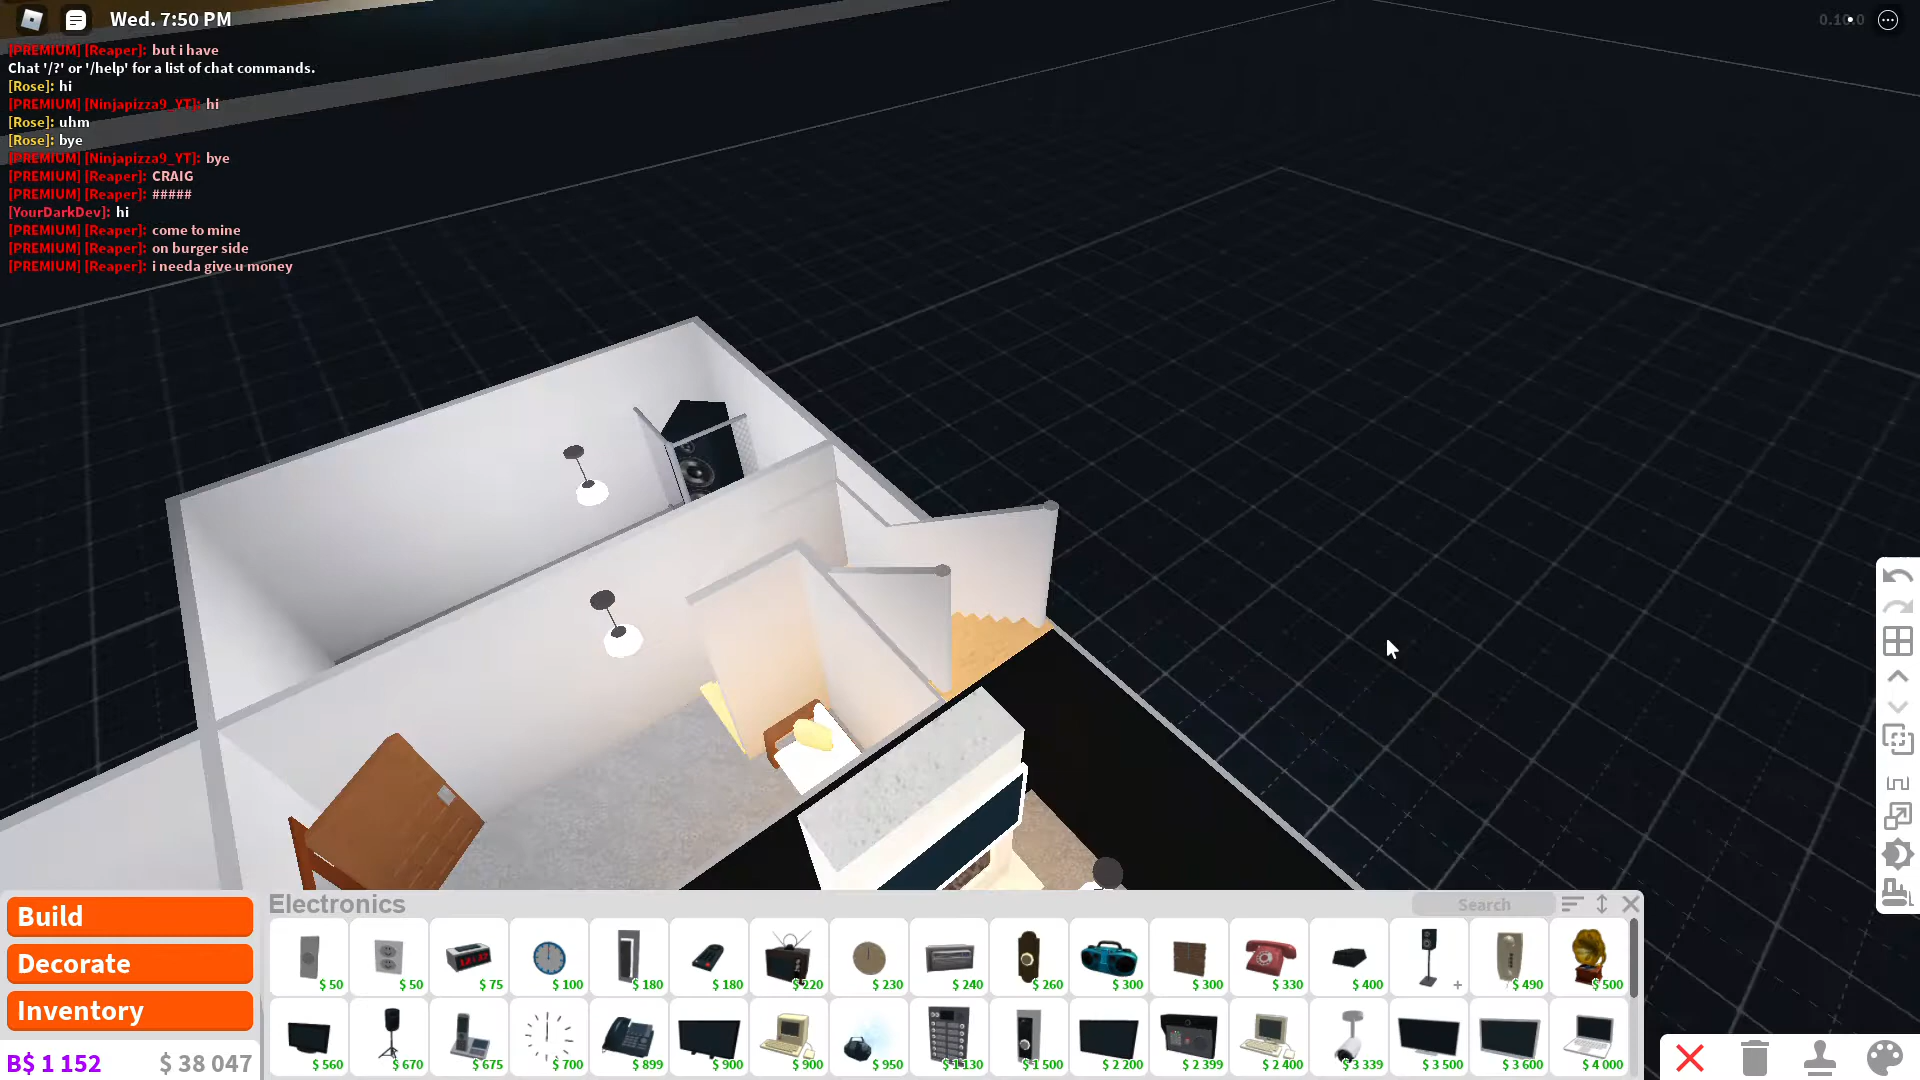 Wed. 7:50 PM
0.10.0
[PREMIUM] [Reaper]: but i have
Chat '/?' or '/help' for a list of chat commands.
[Rose]: hi
[PREMIUM] [Ninjapizza9_YT]: hi
[Rose]: uhm
[Rose]: bye
[PREMIUM] [Ninjapizza9_YT]: bye
[PREMIUM] [Reaper]: CRAIG
[PREMIUM] [Reaper]: #####
[YourDarkDev]: hi
[PREMIUM] [Reaper]: come to mine
[PREMIUM] [Reaper]: on burger side
[PREMIUM] [Reaper]: i needa give u money
Build
Decorate
Inventory
B$ 1 152 $ 38 047
Electronics
Search
$ 50 $ 50 $ 75 $ 100 $ 180 $ 180 $ 220 $ 230 $ 240 $ 260 $ 300 $ 300 $ 330 $ 400 + $ 490 $ 500
$ 560 $ 670 $ 675 $ 700 $ 899 $ 900 $ 900 $ 950 $ 1 130 $ 1 500 $ 2 200 $ 2 399 $ 2 400 $ 3 339 $ 3 500 $ 3 600 $ 4 000